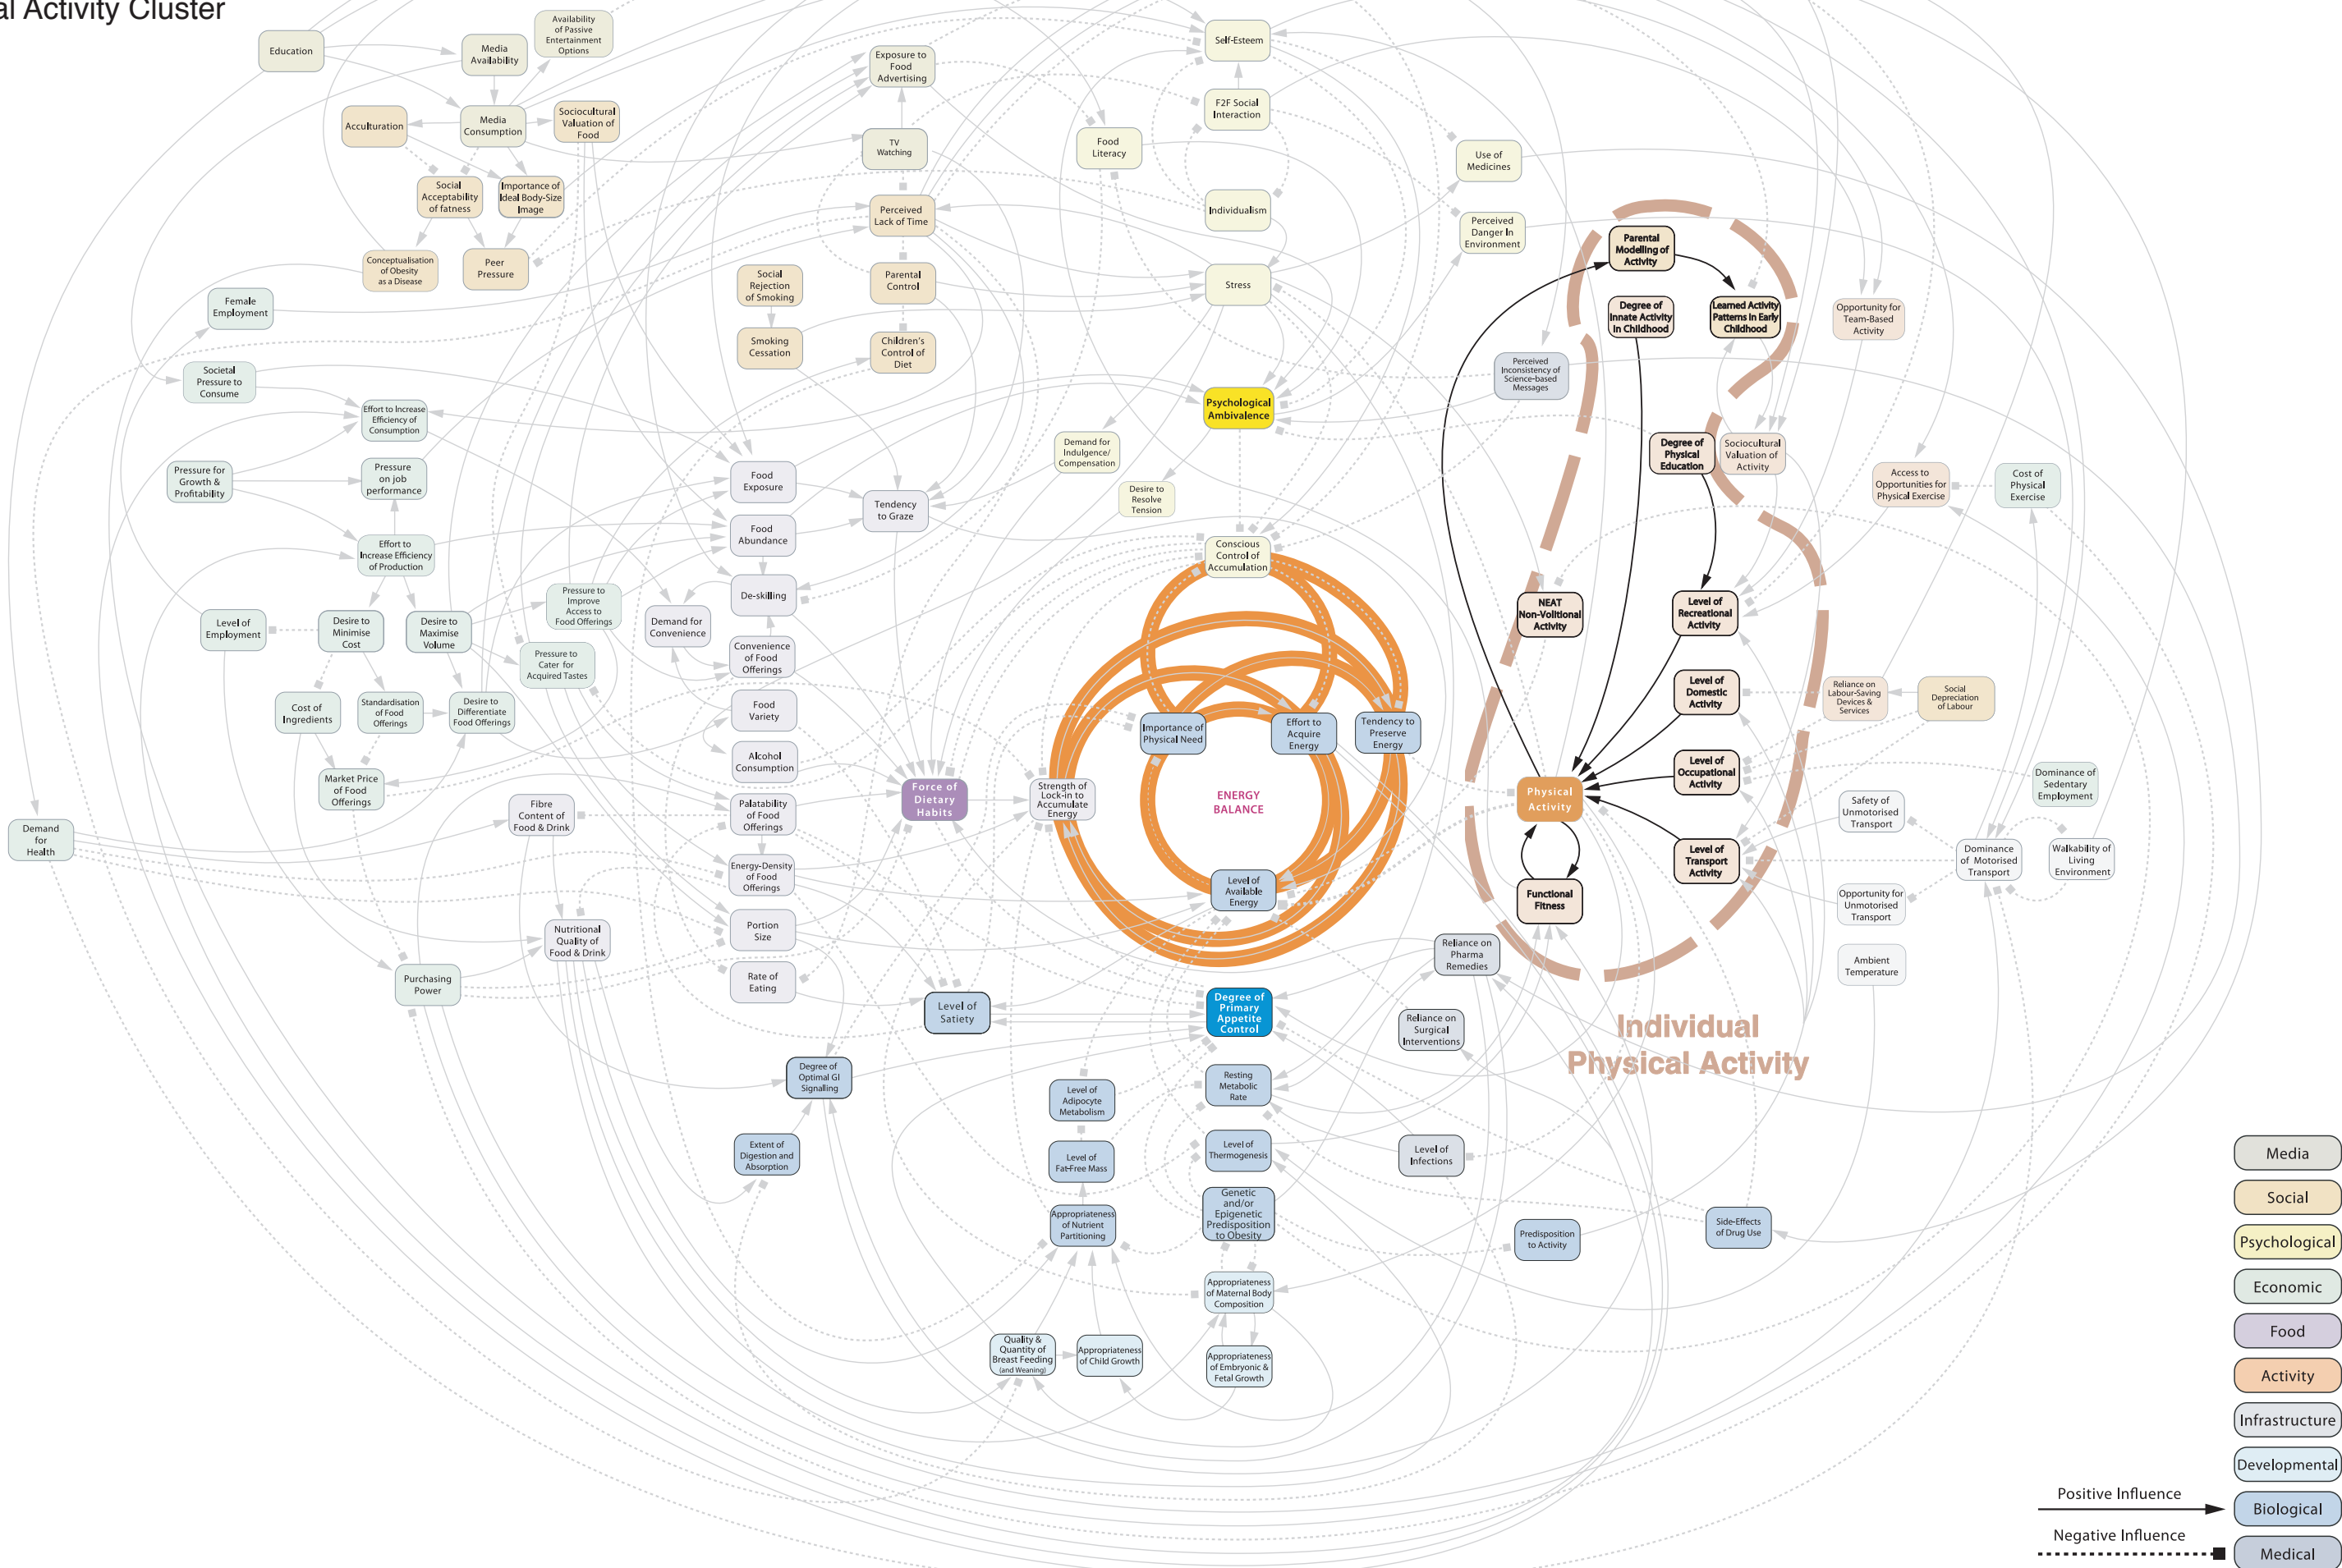 al Activity Cluster
Education
Media
Availability
Availability
of Passive
Entertainment
Options
Acculturation
Media
Consumption
Sociocultural
Valuation of
Food
Social
Acceptability
of fatness
Importance of
Ideal Body-Size
Image
Conceptualisation
of Obesity
as a Disease
Peer
Pressure
Exposure to
Food
Advertising
TV
Watching
Perceived
Lack of Time
Social
Rejection
of Smoking
Parental
Control
Smoking
Cessation
Children's
Control of
Diet
Self-Esteem
F2F Social
Interaction
Food
Literacy
Individualism
Stress
Use of
Medicines
Perceived
Danger In
Environment
Parental
Modelling of
Activity
Degree of
Innate Activity
In Childhood
Learned Activity
Patterns In Early
Childhood
Opportunity for
Team-Based
Activity
Perceived
Inconsistency of
Science-based
Messages
Female
Employment
Societal
Pressure to
Consume
Effort to Increase
Efficiency of
Consumption
Pressure for
Growth &
Profitability
Pressure
on job
performance
Effort to
Increase Efficiency
of Production
Psychological
Ambivalence
Demand for
Indulgence/
Compensation
Desire to
Resolve
Tension
Degree of
Physical
Education
Sociocultural
Valuation of
Activity
Access to
Opportunities for
Physical Exercise
Cost of
Physical
Exercise
Food
Exposure
Tendency
to Graze
Food
Abundance
De-skilling
Conscious
Control of
Accumulation
Level of
Employment
Desire to
Minimise
Cost
Desire to
Maximise
Volume
Pressure to
Improve
Access to
Food Offerings
Demand for
Convenience
Convenience
of Food
Offerings
Pressure to
Cater for
Acquired Tastes
NEAT
Non-Volitional
Activity
Level of
Recreational
Activity
Cost of
Ingredients
Standardisation
of Food
Offerings
Desire to
Differentiate
Food Offerings
Food
Variety
Alcohol
Consumption
Importance of
Physical Need
Effort to
Acquire
Energy
Tendency to
Preserve
Energy
Level of
Domestic
Activity
Reliance on
Labour-Saving
Devices &
Services
Social
Depreciation
of Labour
Market Price
of Food
Offerings
Fibre
Content of
Food & Drink
Palatability
of Food
Offerings
Force of
Dietary
Habits
Strength of
Lock-in to
Accumulate
Energy
ENERGY
BALANCE
Physical
Activity
Level of
Occupational
Activity
Dominance of
Sedentary
Employment
Safety of
Unmotorised
Transport
Demand
for
Health
Energy-Density
of Food
Offerings
Level of
Available
Energy
Functional
Fitness
Level of
Transport
Activity
Dominance
of Motorised
Transport
Walkability of
Living
Environment
Opportunity for
Unmotorised
Transport
Portion
Size
Nutritional
Quality of
Food & Drink
Purchasing
Power
Rate of
Eating
Level of
Satiety
Degree of
Primary
Appetite
Control
Reliance on
Pharma
Remedies
Ambient
Temperature
Reliance on
Surgical
Interventions
Individual
Physical Activity
Degree of
Optimal GI
Signalling
Level of
Adipocyte
Metabolism
Resting
Metabolic
Rate
Extent of
Digestion and
Absorption
Level of
Fat-Free Mass
Level of
Thermogenesis
Level of
Infections
Appropriateness
of Nutrient
Partitioning
Genetic
and/or
Epigenetic
Predisposition
to Obesity
Predisposition
to Activity
Side-Effects
of Drug Use
Appropriateness
of Maternal Body
Composition
Quality &
Quantity of
Breast Feeding
(and Weaning)
Appropriateness
of Child Growth
Appropriateness
of Embryonic &
Fetal Growth
Media
Social
Psychological
Economic
Food
Activity
Infrastructure
Developmental
Positive Influence
Biological
Negative Influence
Medical